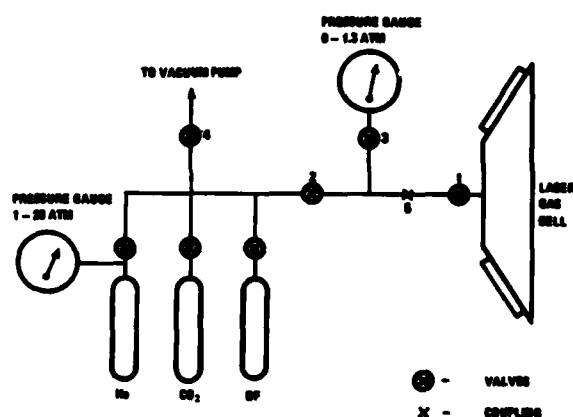 PRESSURE GAUGE
0 – 1.3 ATM
TO VACUUM PUMP
4
3
2
1
5
LASER
GAS
CELL
PRESSURE GAUGE
1 – 20 ATM
He
CO₂
DF
- VALVES
X - COUPLING